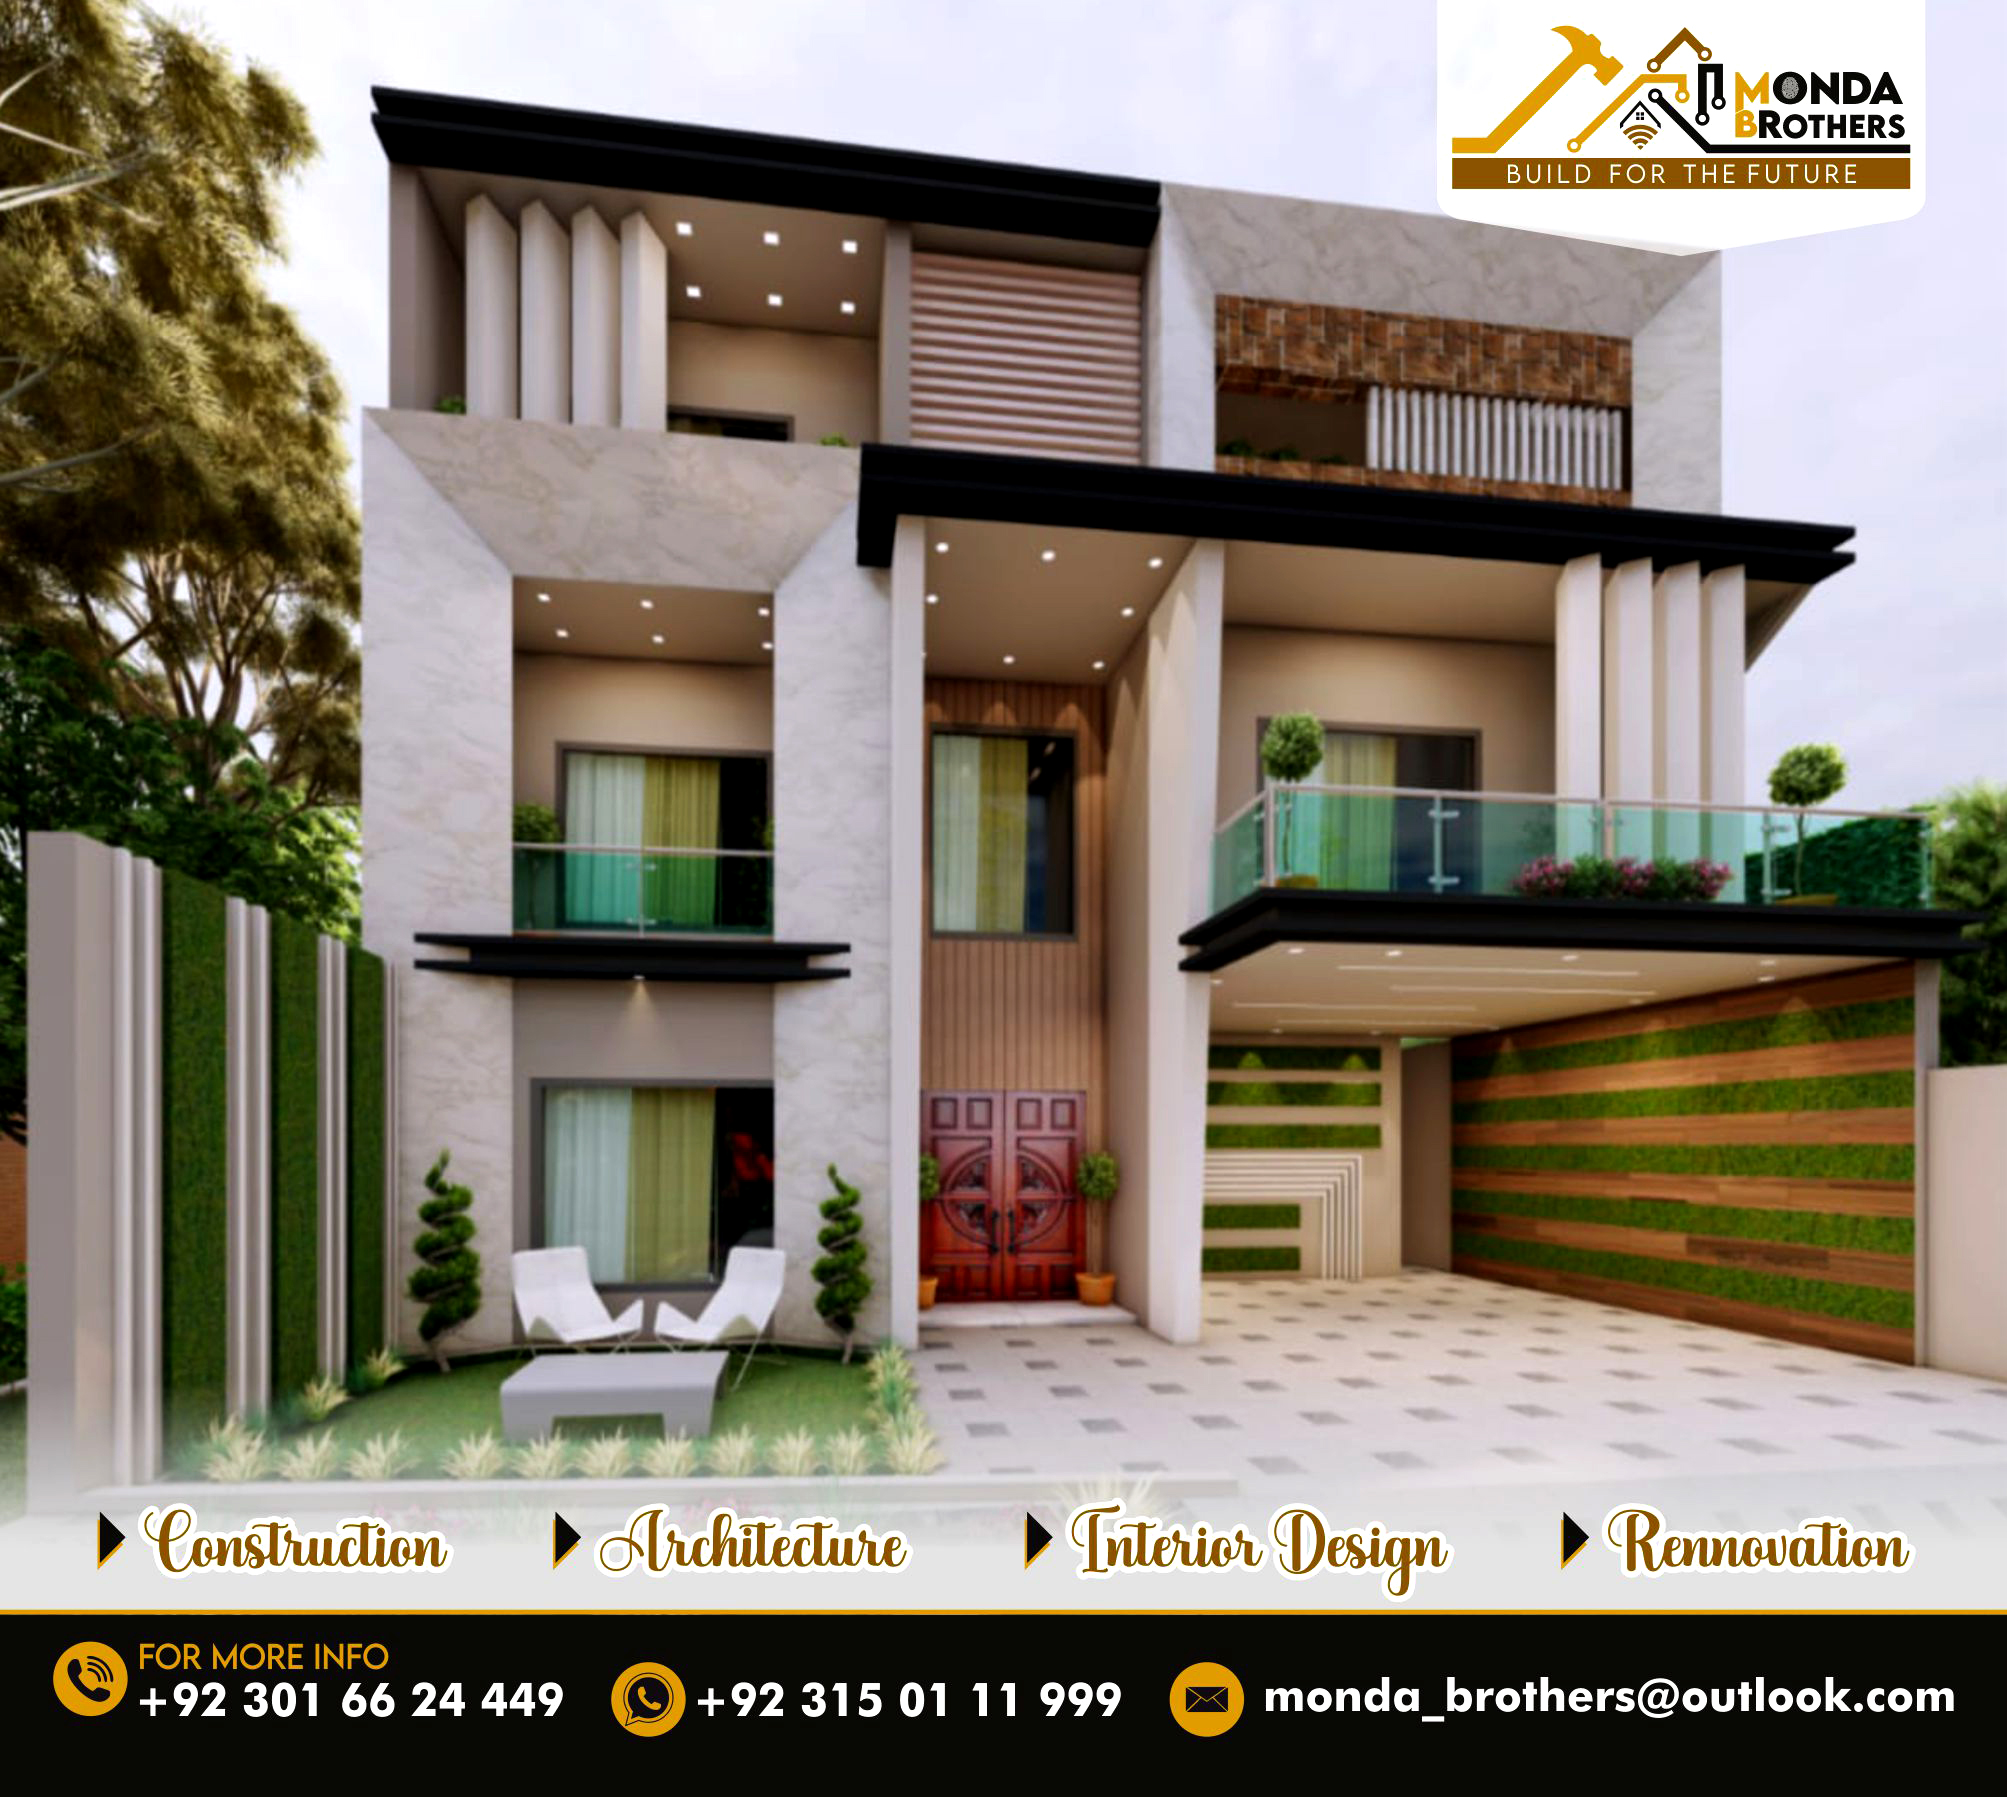 MONDA
BROTHERS
BUILD FOR THE FUTURE
Construction
Architecture
Interior Design
Rennovation
FOR MORE INFO
+92 301 66 24 449
+92 315 01 11 999
monda_brothers@outlook.com